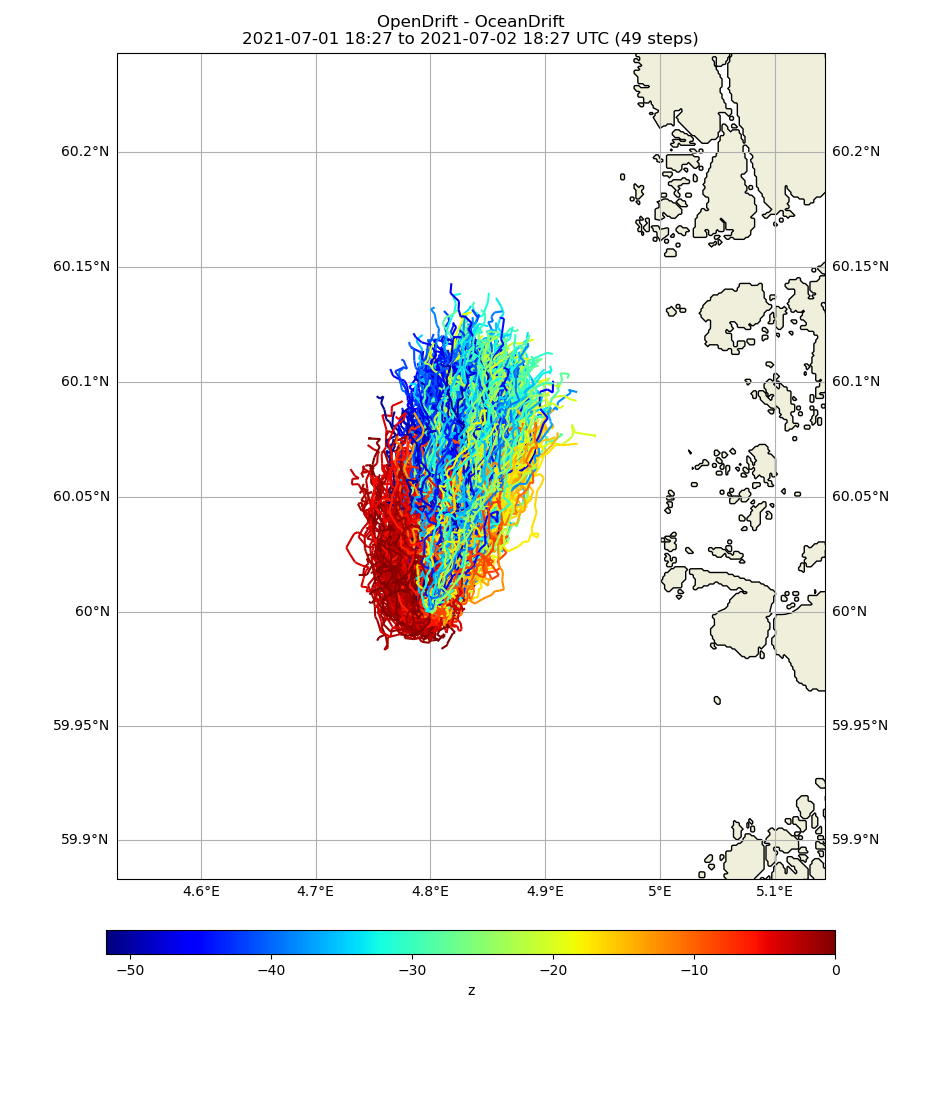 OpenDrift - OceanDrift
2021-07-01 18:27 to 2021-07-02 18:27 UTC (49 steps)
60.2°N 60.2°N
60.15°N 60.15°N
60.1°N 60.1°N
60.05°N 60.05°N
60°N 60°N
59.95°N 59.95°N
59.9°N 59.9°N
4.6°E 4.7°E 4.8°E 4.9°E 5°E 5.1°E
−50 −40 −30 −20 −10 0
z